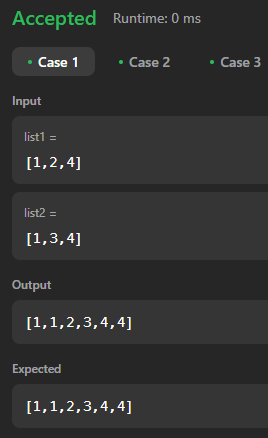 Accepted Runtime: 0 ms
• Case 1 • Case 2 • Case 3
Input
list1 =
[1,2,4]
list2 =
[1,3,4]
Output
[1,1,2,3,4,4]
Expected
[1,1,2,3,4,4]